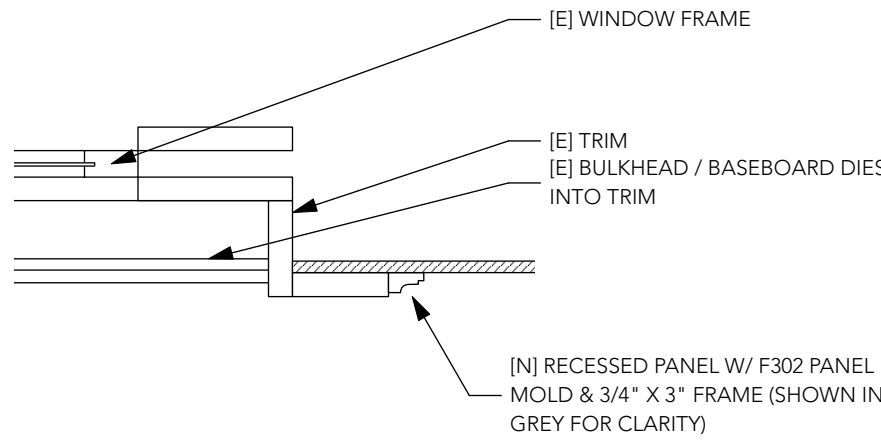 [E] WINDOW FRAME
[E] TRIM
[E] BULKHEAD / BASEBOARD DIES
INTO TRIM
[N] RECESSED PANEL W/ F302 PANEL
MOLD & 3/4" X 3" FRAME (SHOWN IN
GREY FOR CLARITY)